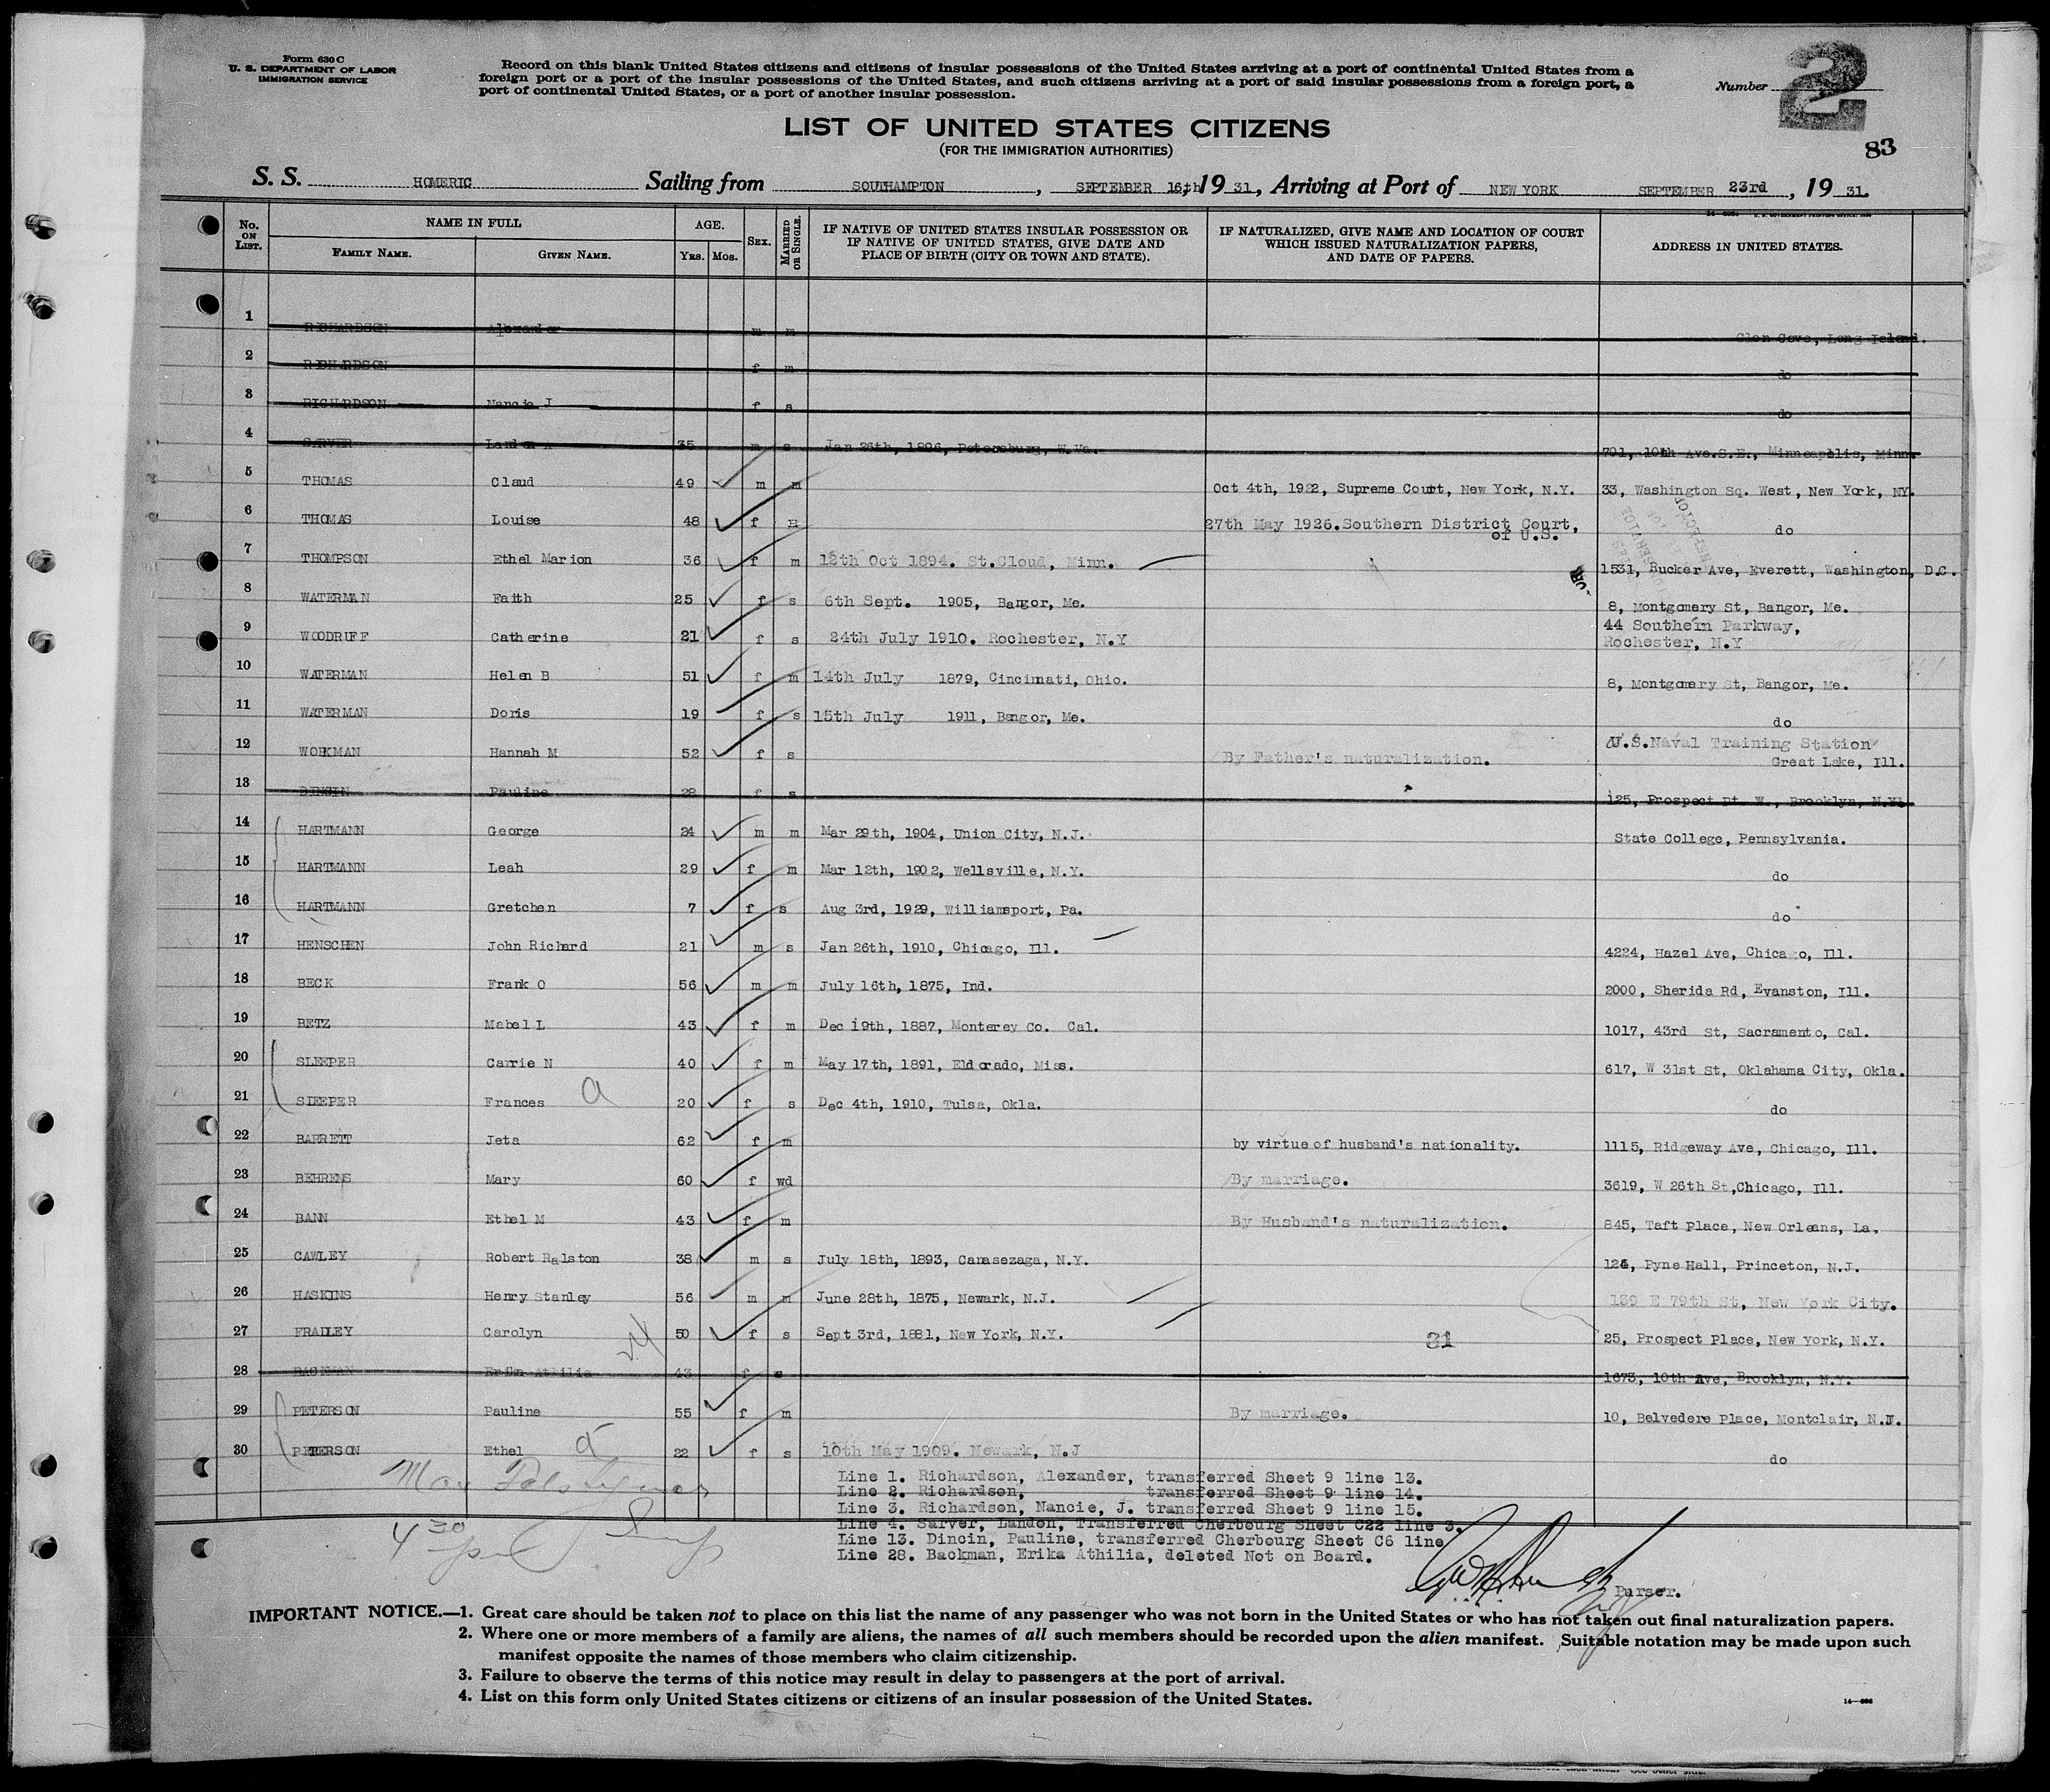 Form 630 C
U. S. DEPARTMENT OF LABOR
IMMIGRATION SERVICE
Record on this blank United States citizens and citizens of insular possessions of the United States arriving at a port of continental United States from a
foreign port or a port of the insular possessions of the United States, and such citizens arriving at a port of said insular possessions from a foreign port, a
port of continental United States, or a port of another insular possession.
Number 2
LIST OF UNITED STATES CITIZENS
(FOR THE IMMIGRATION AUTHORITIES)
83
S. S. HOMERIC Sailing from SOUTHAMPTON, SEPTEMBER 16th 19 31, Arriving at Port of NEW YORK SEPTEMBER 23rd, 19 31.
No. ON LIST. NAME IN FULL FAMILY NAME. GIVEN NAME. AGE. YRS. MOS. SEX. MARRIED OR SINGLE. IF NATIVE OF UNITED STATES INSULAR POSSESSION OR IF NATIVE OF UNITED STATES, GIVE DATE AND PLACE OF BIRTH (CITY OR TOWN AND STATE). IF NATURALIZED, GIVE NAME AND LOCATION OF COURT WHICH ISSUED NATURALIZATION PAPERS, AND DATE OF PAPERS. ADDRESS IN UNITED STATES.
1 RICHARDSON Alexander m m Glen Cove, Long Island.
2 RICHARDSON f m do
3 RICHARDSON Nancie J f s do
4 SARVER Landon A 35 m s Jan 26th, 1896, Petersburg, W.Va. 701, 10th Ave.S.E., Minneapolis, Minn.
5 THOMAS Claud 49 m m Oct 4th, 1922, Supreme Court, New York, N.Y. 33, Washington Sq. West, New York, NY.
6 THOMAS Louise 48 f m 27th May 1926.Southern District Court, of U.S. do
7 THOMPSON Ethel Marion 36 f m 12th Oct 1894. St.Cloud, Minn. 1531, Rucker Ave, Everett, Washington, D.C.
8 WATERMAN Faith 25 f s 6th Sept. 1905, Bangor, Me. 8, Montgomery St, Bangor, Me.
9 WOODRUFF Catherine 21 f s 24th July 1910. Rochester, N.Y 44 Southern Parkway, Rochester, N.Y
10 WATERMAN Helen B 51 f m 14th July 1879, Cincinnati, Ohio. 8, Montgomery St, Bangor, Me.
11 WATERMAN Doris 19 f s 15th July 1911, Bangor, Me. do
12 WORKMAN Hannah M 52 f s By Father's naturalization. U.S.Naval Training Station Great Lake, Ill.
13 DINCIN Pauline 28 f s 125, Prospect Pt. W., Brooklyn, N.Y.
14 HARTMANN George 24 m m Mar 29th, 1904, Union City, N.J. State College, Pennsylvania.
15 HARTMANN Leah 29 f m Mar 12th, 1902, Wellsville, N.Y. do
16 HARTMANN Gretchen 7 f s Aug 3rd, 1929, Williamsport, Pa. do
17 HENSCHEN John Richard 21 m s Jan 26th, 1910, Chicago, Ill. 4224, Hazel Ave, Chicago, Ill.
18 BECK Frank O 56 m m July 16th, 1875, Ind. 2000, Sherida Rd, Evanston, Ill.
19 BETZ Mabel L 43 f m Dec 19th, 1887, Monterey Co. Cal. 1017, 43rd St, Sacramento, Cal.
20 SLEEPER Carrie N 40 f m May 17th, 1891, Eldorado, Miss. 617, W 31st St, Oklahama City, Okla.
21 SLEEPER Frances a 20 f s Dec 4th, 1910, Tulsa, Okla. do
22 BARRETT Jeta 62 f m by virtue of husband's nationality. 1115, Ridgeway Ave, Chicago, Ill.
23 BEHRENS Mary 60 f wd By marriage. 3619, W 26th St,Chicago, Ill.
24 BANN Ethel M 43 f m By Husband's naturalization. 845, Taft Place, New Orleans, La.
25 CAWLEY Robert Ralston 38 m s July 18th, 1893, Canasezaga, N.Y. 124, Pyne Hall, Princeton, N.J.
26 HASKINS Henry Stanley 56 m m June 28th, 1875, Newark, N.J. 139 E 79th St, New York City.
27 FRAILEY Carolyn 50 f s Sept 3rd, 1881, New York, N.Y. 31 25, Prospect Place, New York, N.Y.
28 BACKMAN Erika Athilia 43 f s 1673, 10th Ave, Brooklyn, N.Y.
29 PETERSON Pauline 55 f m By marriage. 10, Belvedere Place, Montclair, N.J.
30 PETERSON Ethel a 22 f s 10th May 1909. Newark, N.J do
Line 1. Richardson, Alexander, transferred Sheet 9 line 13.
Line 2. Richardson, transferred Sheet 9 line 14.
Line 3. Richardson, Nancie, J. transferred Sheet 9 line 15.
Line 4. Sarver, Landon, Transferred Cherbourg Sheet C22 line 3.
Line 13. Dincin, Pauline, transferred Cherbourg Sheet C6 line
Line 28. Backman, Erika Athilia, deleted Not on Board.
4 30
Purser.
IMPORTANT NOTICE.—1. Great care should be taken not to place on this list the name of any passenger who was not born in the United States or who has not taken out final naturalization papers.
2. Where one or more members of a family are aliens, the names of all such members should be recorded upon the alien manifest. Suitable notation may be made upon such
manifest opposite the names of those members who claim citizenship.
3. Failure to observe the terms of this notice may result in delay to passengers at the port of arrival.
4. List on this form only United States citizens or citizens of an insular possession of the United States.